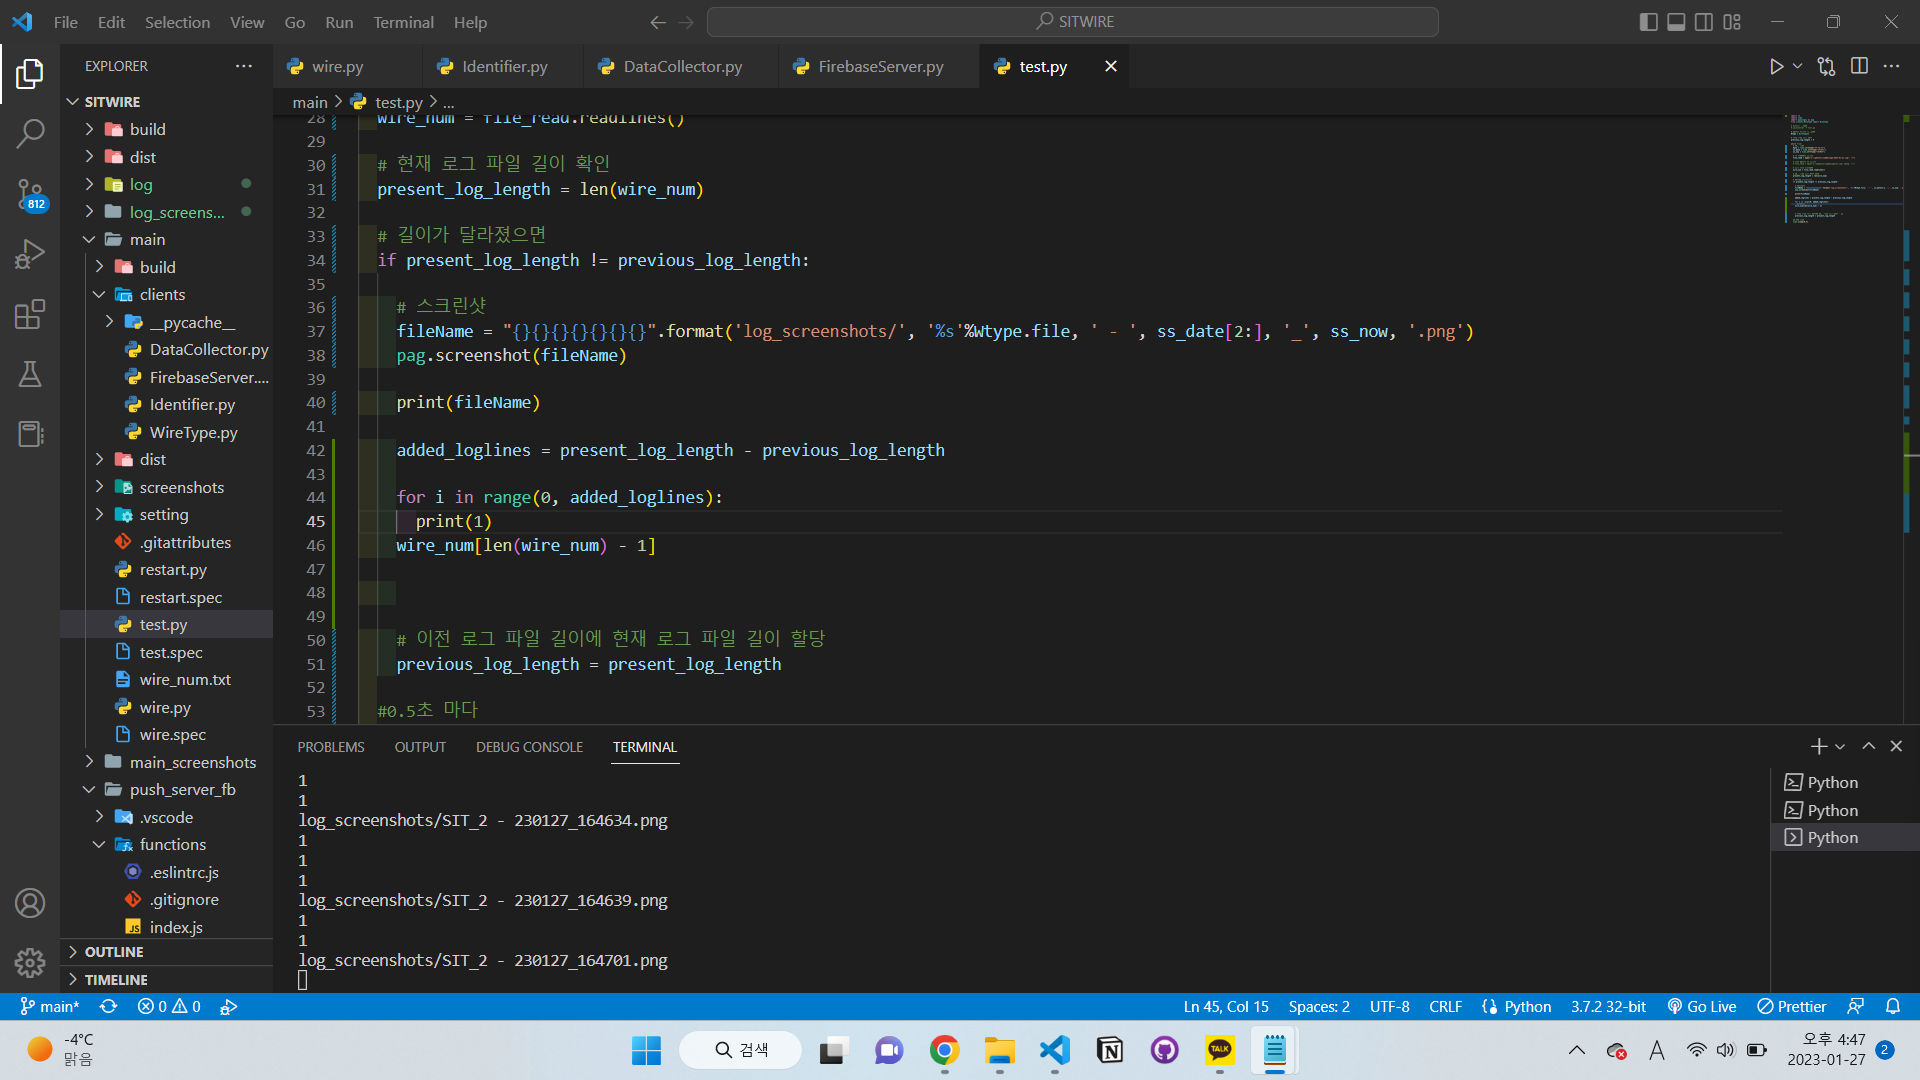 File Edit Selection View Go Run Terminal Help
SITWIRE
EXPLORER
wire.py
Identifier.py
DataCollector.py
FirebaseServer.py
test.py
main > test.py > ...
SITWIRE
build
dist
log
log_screens...
main
build
clients
__pycache__
DataCollector.py
FirebaseServer....
Identifier.py
WireType.py
dist
screenshots
setting
.gitattributes
restart.py
restart.spec
test.py
test.spec
wire_num.txt
wire.py
wire.spec
main_screenshots
push_server_fb
.vscode
functions
.eslintrc.js
.gitignore
index.js
OUTLINE
TIMELINE
812
28 wire_num = file_read.readlines()
29
30 # 현재 로그 파일 길이 확인
31 present_log_length = len(wire_num)
32
33 # 길이가 달라졌으면
34 if present_log_length != previous_log_length:
35
36 # 스크린샷
37 fileName = "{}{}{}{}{}{}{}".format('log_screenshots/', '%s'%Wtype.file, ' - ', ss_date[2:], '_', ss_now, '.png')
38 pag.screenshot(fileName)
39
40 print(fileName)
41
42 added_loglines = present_log_length - previous_log_length
43
44 for i in range(0, added_loglines):
45 print(1)
46 wire_num[len(wire_num) - 1]
47
48
49
50 # 이전 로그 파일 길이에 현재 로그 파일 길이 할당
51 previous_log_length = present_log_length
52
53 #0.5초 마다
PROBLEMS OUTPUT DEBUG CONSOLE TERMINAL
1
1
log_screenshots/SIT_2 - 230127_164634.png
1
1
1
log_screenshots/SIT_2 - 230127_164639.png
1
1
log_screenshots/SIT_2 - 230127_164701.png
Python
Python
Python
main* 0 0 Ln 45, Col 15 Spaces: 2 UTF-8 CRLF Python 3.7.2 32-bit Go Live Prettier
-4°C
맑음
검색
TALK
A
오후 4:47
2023-01-27
2